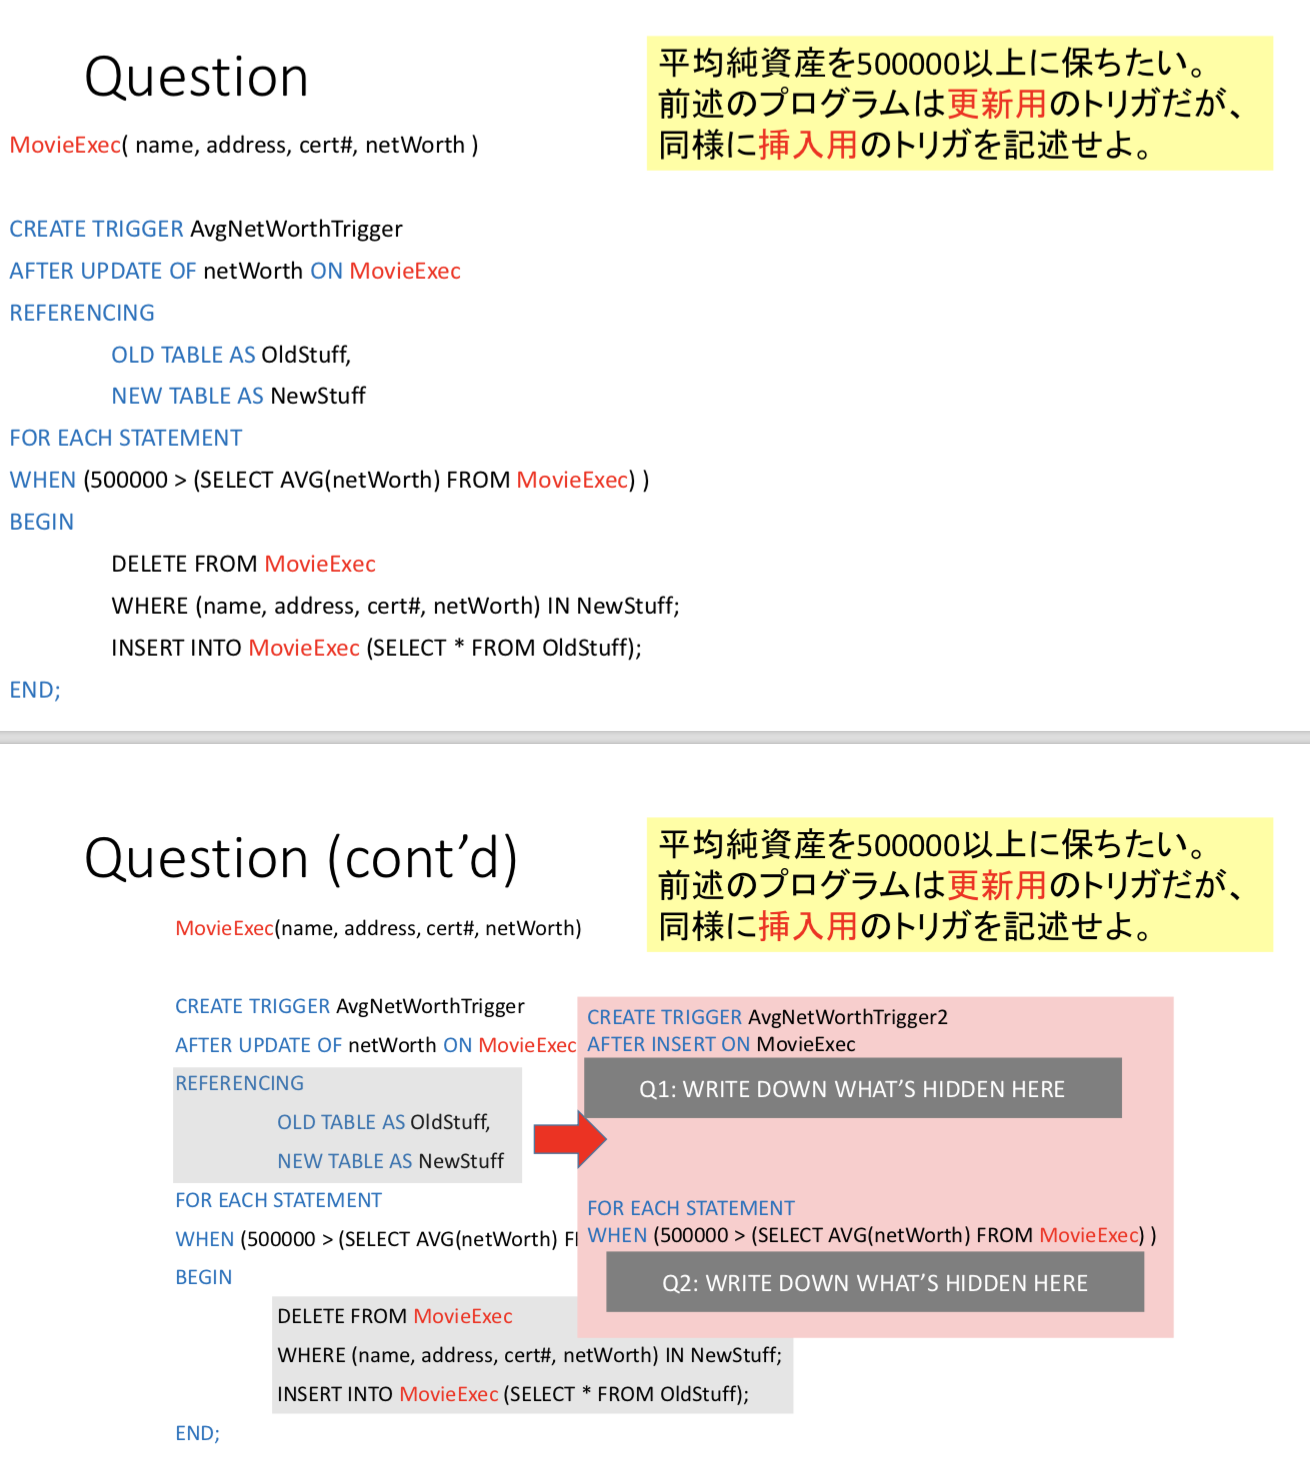 Question
平均純資産を500000以上に保ちたい。
前述のプログラムは更新用のトリガだが、
同様に挿入用のトリガを記述せよ。
MovieExec( name, address, cert#, netWorth )
CREATE TRIGGER AvgNetWorthTrigger
AFTER UPDATE OF netWorth ON MovieExec
REFERENCING
OLD TABLE AS OldStuff,
NEW TABLE AS NewStuff
FOR EACH STATEMENT
WHEN (500000 > (SELECT AVG(netWorth) FROM MovieExec) )
BEGIN
DELETE FROM MovieExec
WHERE (name, address, cert#, netWorth) IN NewStuff;
INSERT INTO MovieExec (SELECT * FROM OldStuff);
END;
Question (cont’d)
平均純資産を500000以上に保ちたい。
前述のプログラムは更新用のトリガだが、
同様に挿入用のトリガを記述せよ。
MovieExec(name, address, cert#, netWorth)
CREATE TRIGGER AvgNetWorthTrigger
AFTER UPDATE OF netWorth ON MovieExec
REFERENCING
OLD TABLE AS OldStuff,
NEW TABLE AS NewStuff
FOR EACH STATEMENT
WHEN (500000 > (SELECT AVG(netWorth)
BEGIN
DELETE FROM MovieExec
WHERE (name, address, cert#, netWorth) IN NewStuff;
INSERT INTO MovieExec (SELECT * FROM OldStuff);
END;
CREATE TRIGGER AvgNetWorthTrigger2
AFTER INSERT ON MovieExec
Q1: WRITE DOWN WHAT’S HIDDEN HERE
FOR EACH STATEMENT
WHEN (500000 > (SELECT AVG(netWorth) FROM MovieExec) )
Q2: WRITE DOWN WHAT’S HIDDEN HERE